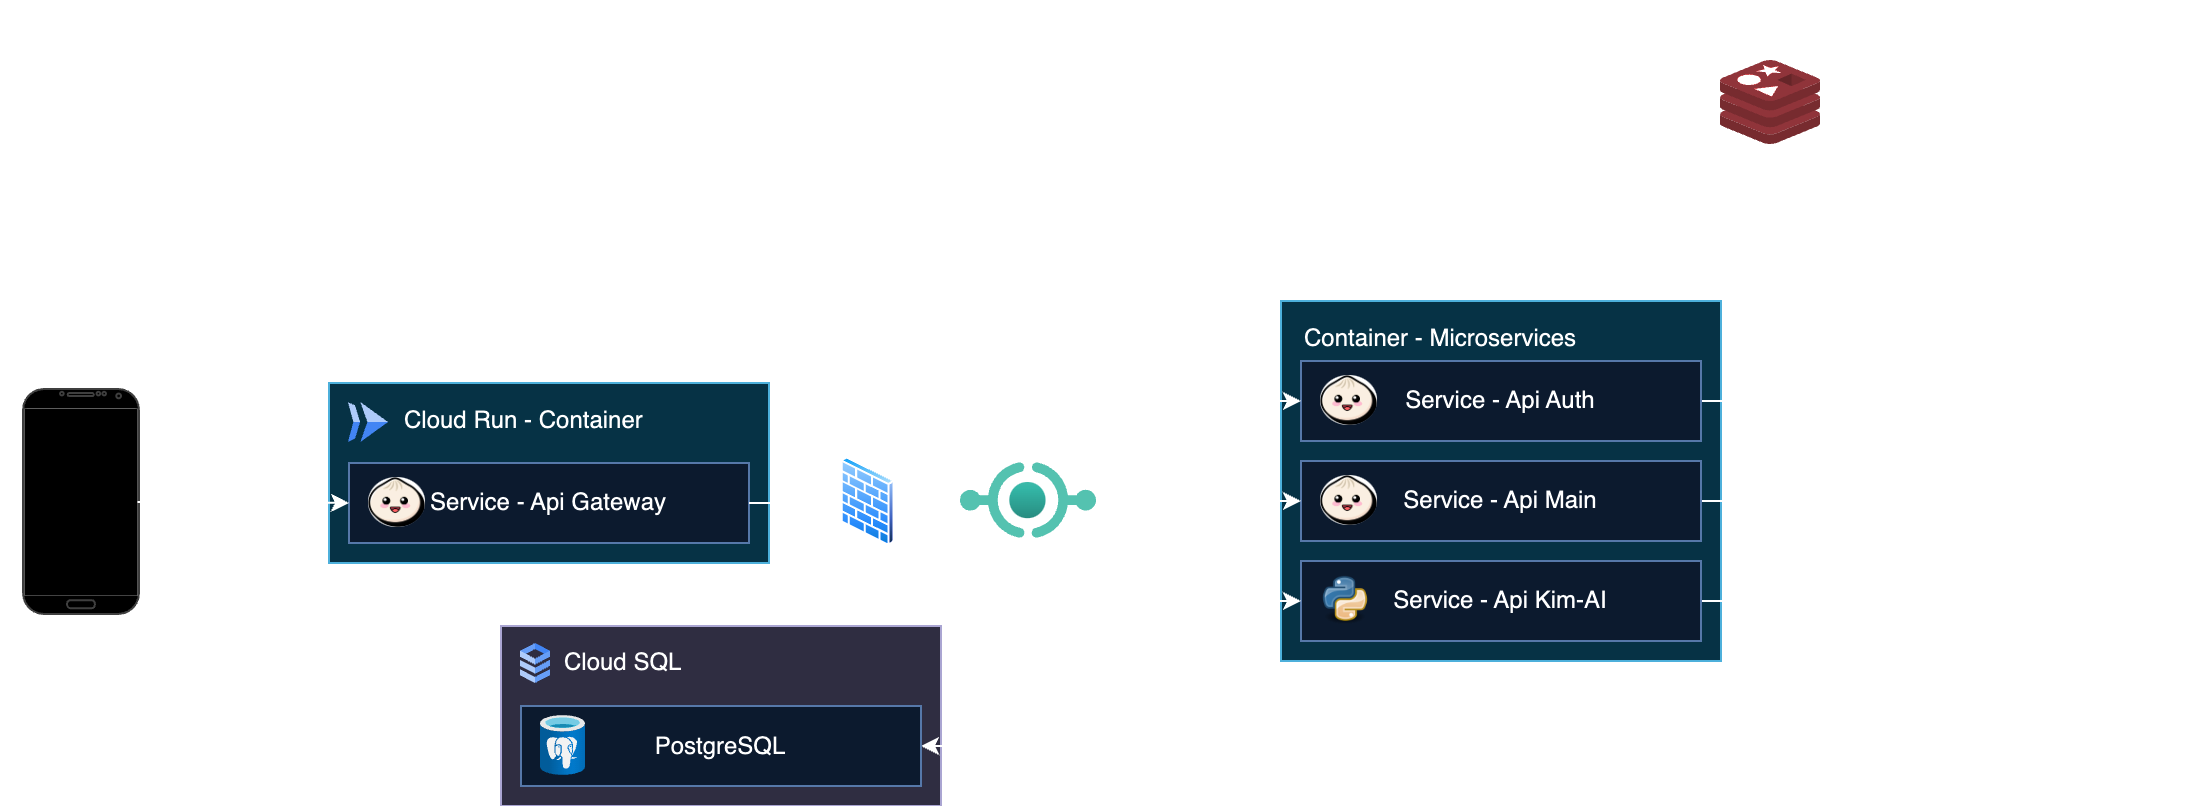 Cloud Run - Container
Service - Api Gateway
Cloud SQL
PostgreSQL
Container - Microservices
Service - Api Auth
Service - Api Main
Service - Api Kim-AI